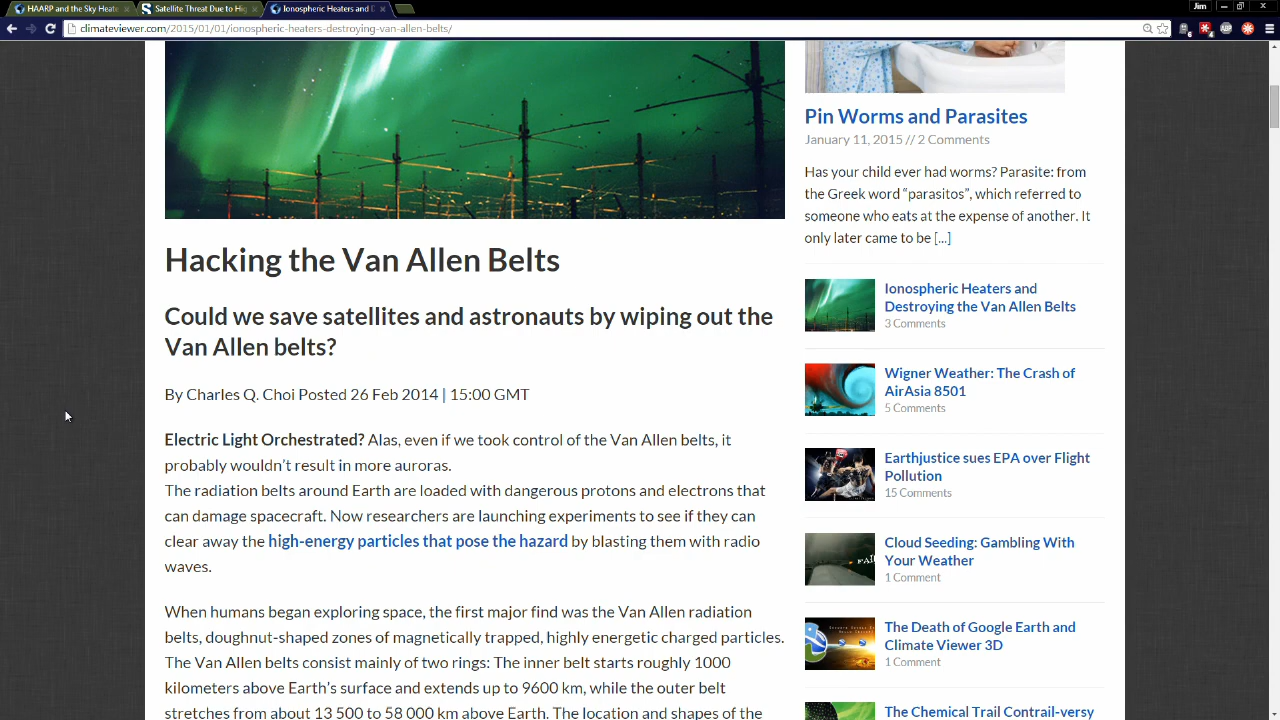 HAARP and the Sky Heate
Satellite Threat Due to Hig
Ionospheric Heaters and D
Jim
climateviewer.com/2015/01/01/ionospheric-heaters-destroying-van-allen-belts/
Hacking the Van Allen Belts
Could we save satellites and astronauts by wiping out the
Van Allen belts?
By Charles Q. Choi Posted 26 Feb 2014 | 15:00 GMT
Electric Light Orchestrated? Alas, even if we took control of the Van Allen belts, it
probably wouldn't result in more auroras.
The radiation belts around Earth are loaded with dangerous protons and electrons that
can damage spacecraft. Now researchers are launching experiments to see if they can
clear away the high-energy particles that pose the hazard by blasting them with radio
waves.
When humans began exploring space, the first major find was the Van Allen radiation
belts, doughnut-shaped zones of magnetically trapped, highly energetic charged particles.
The Van Allen belts consist mainly of two rings: The inner belt starts roughly 1000
kilometers above Earth's surface and extends up to 9600 km, while the outer belt
stretches from about 13 500 to 58 000 km above Earth. The location and shapes of the
Pin Worms and Parasites
January 11, 2015 // 2 Comments
Has your child ever had worms? Parasite: from
the Greek word "parasitos", which referred to
someone who eats at the expense of another. It
only later came to be [...]
Ionospheric Heaters and
Destroying the Van Allen Belts
3 Comments
Wigner Weather: The Crash of
AirAsia 8501
5 Comments
Earthjustice sues EPA over Flight
Pollution
15 Comments
Cloud Seeding: Gambling With
Your Weather
1 Comment
The Death of Google Earth and
Climate Viewer 3D
1 Comment
The Chemical Trail Contrail-versy